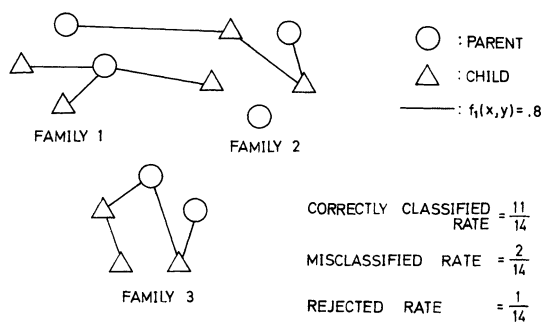 : PARENT
: CHILD
: f₁(x,y)=.8
FAMILY 1
FAMILY 2
FAMILY 3
CORRECTLY CLASSIFIED RATE = 11/14
MISCLASSIFIED RATE = 2/14
REJECTED RATE = 1/14